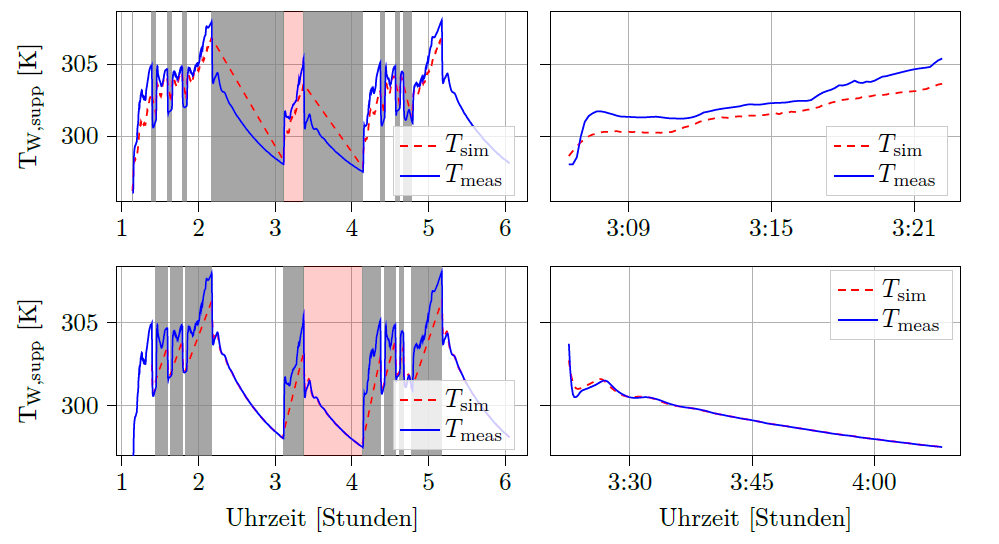 T_W,supp [K]
305
300
T_sim
T_meas
1 2 3 4 5 6
T_sim
T_meas
3:09 3:15 3:21
T_W,supp [K]
305
300
T_sim
T_meas
1 2 3 4 5 6
Uhrzeit [Stunden]
T_sim
T_meas
3:30 3:45 4:00
Uhrzeit [Stunden]